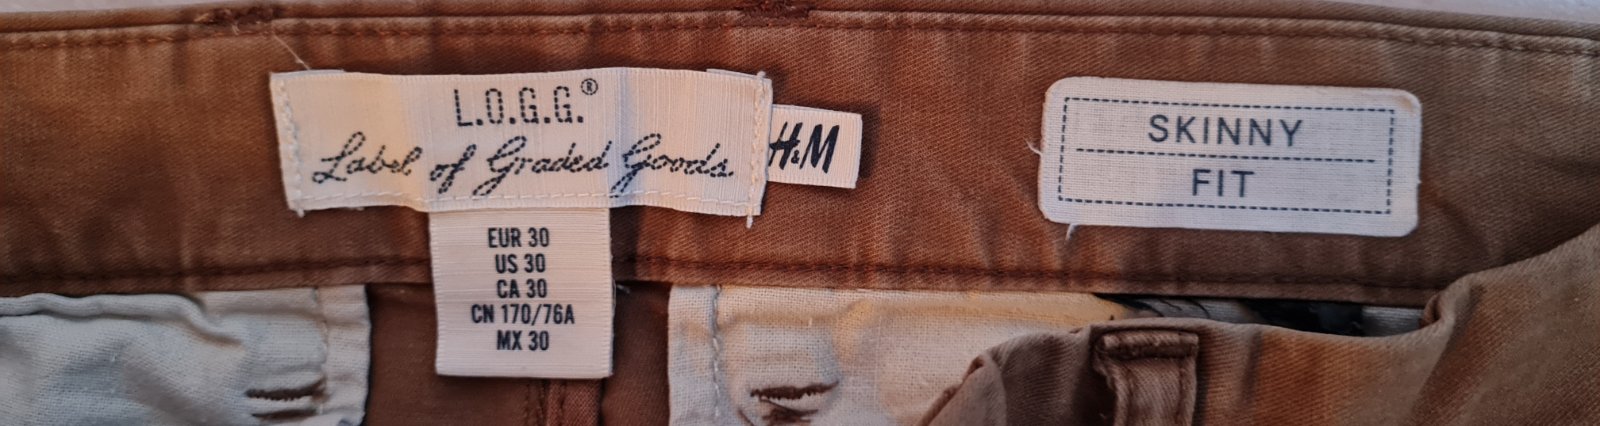 L.O.G.G.®
Label of Graded Goods
H&M
EUR 30
US 30
CA 30
CN 170/76A
MX 30
SKINNY
FIT